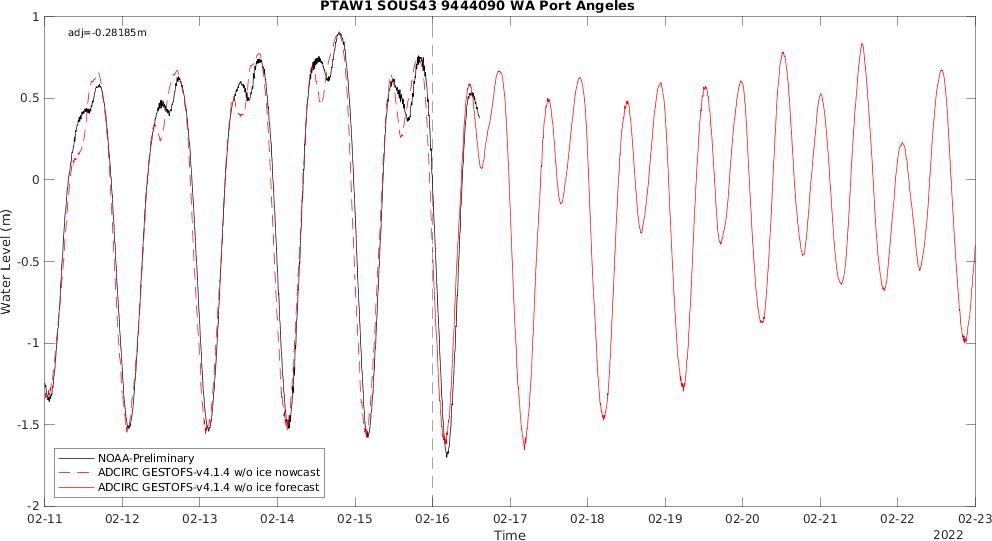 PTAW1 SOUS43 9444090 WA Port Angeles
adj=-0.28185m
1
0.5
0
-0.5
-1
-1.5
-2
Water Level (m)
NOAA-Preliminary
ADCIRC GESTOFS-v4.1.4 w/o ice nowcast
ADCIRC GESTOFS-v4.1.4 w/o ice forecast
02-11 02-12 02-13 02-14 02-15 02-16 02-17 02-18 02-19 02-20 02-21 02-22 02-23
Time
2022